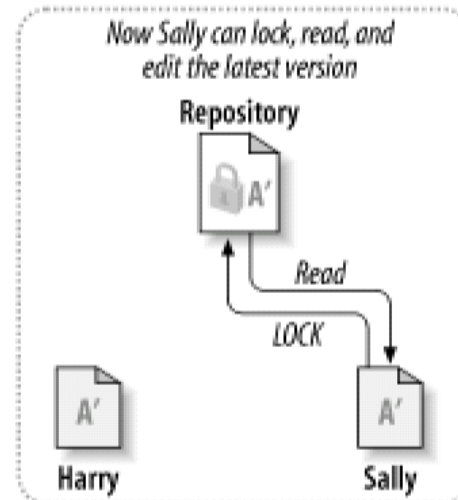 Now Sally can lock, read, and
edit the latest version
Repository
A′
Read
LOCK
A′
A′
Harry
Sally